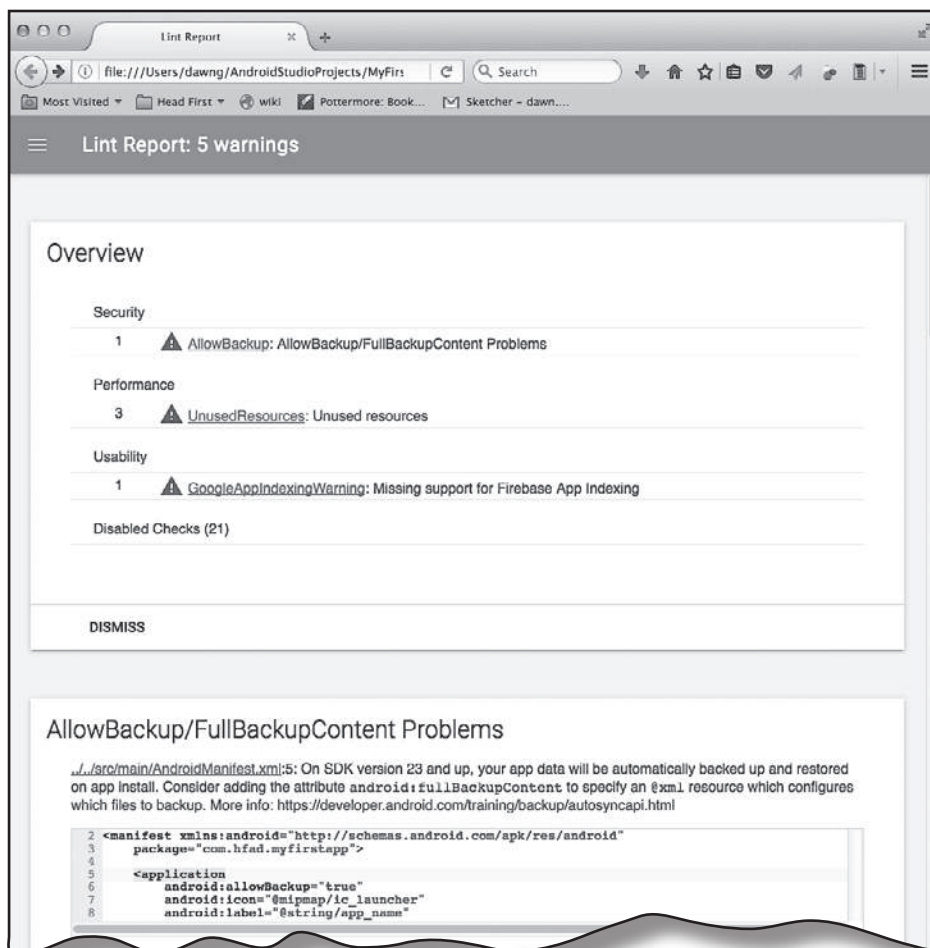 Lint Report
file:///Users/dawng/AndroidStudioProjects/MyFirs
Search
Most Visited
Head First
wiki
Pottermore: Book...
Sketcher - dawn....
Lint Report: 5 warnings
Overview
Security
1 AllowBackup: AllowBackup/FullBackupContent Problems
Performance
3 UnusedResources: Unused resources
Usability
1 GoogleAppIndexingWarning: Missing support for Firebase App Indexing
Disabled Checks (21)
DISMISS
AllowBackup/FullBackupContent Problems
../../src/main/AndroidManifest.xml:5: On SDK version 23 and up, your app data will be automatically backed up and restored
on app install. Consider adding the attribute android:fullBackupContent to specify an @xml resource which configures
which files to backup. More info: https://developer.android.com/training/backup/autosyncapi.html
2 <manifest xmlns:android="http://schemas.android.com/apk/res/android"
3 package="com.hfad.myfirstapp">
4
5 <application
6 android:allowBackup="true"
7 android:icon="@mipmap/ic_launcher"
8 android:label="@string/app_name"